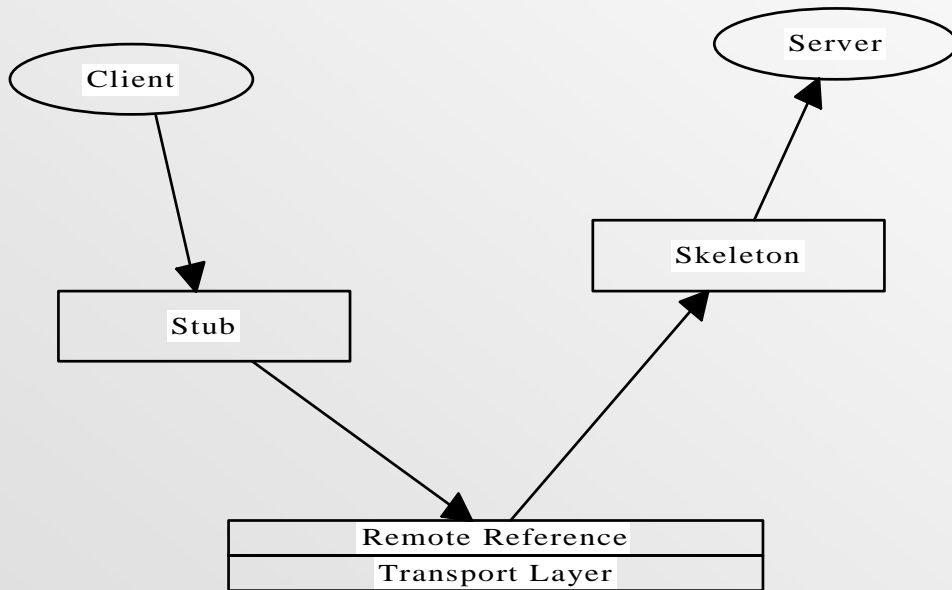 Server
Client
Skeleton
Stub
Remote Reference
Transport Layer